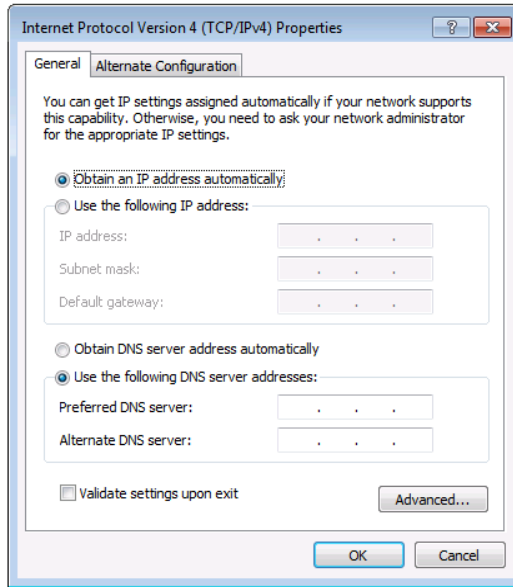 Internet Protocol Version 4 (TCP/IPv4) Properties
General
Alternate Configuration
You can get IP settings assigned automatically if your network supports
this capability. Otherwise, you need to ask your network administrator
for the appropriate IP settings.
Obtain an IP address automatically
Use the following IP address:
IP address:
Subnet mask:
Default gateway:
Obtain DNS server address automatically
Use the following DNS server addresses:
Preferred DNS server:
Alternate DNS server:
Validate settings upon exit
Advanced...
OK
Cancel